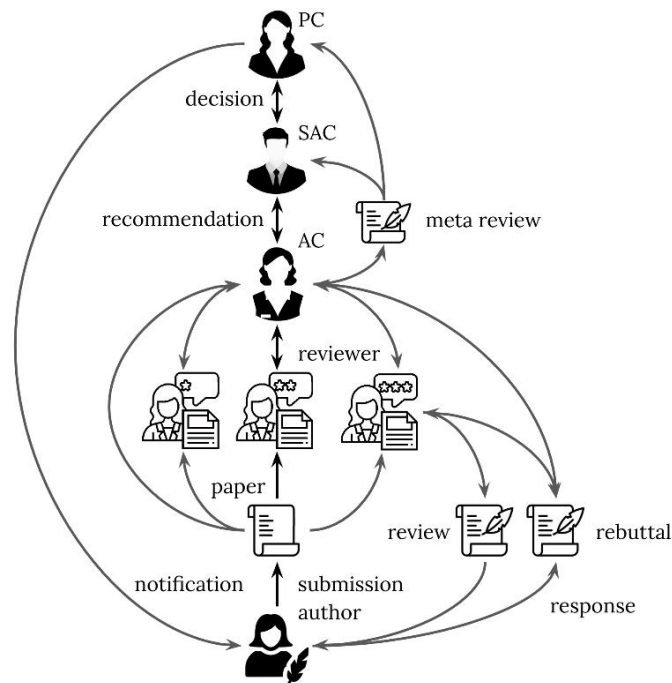 PC
decision
SAC
recommendation
meta review
AC
reviewer
paper
review
rebuttal
notification
submission
author
response